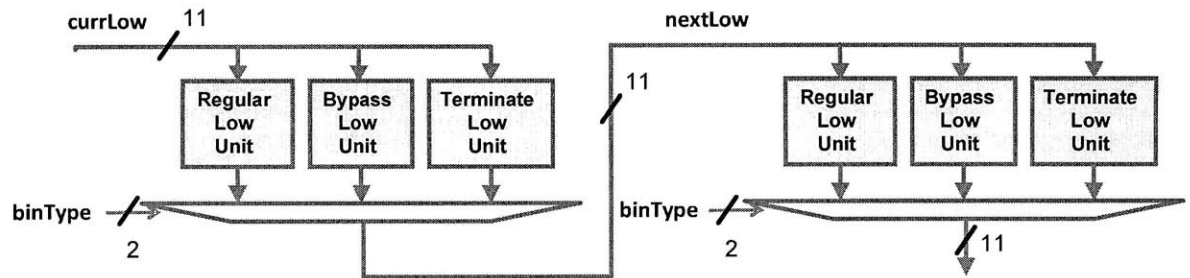 currLow
11
nextLow
11
Regular
Low
Unit
Bypass
Low
Unit
Terminate
Low
Unit
Regular
Low
Unit
Bypass
Low
Unit
Terminate
Low
Unit
binType
2
binType
2
11